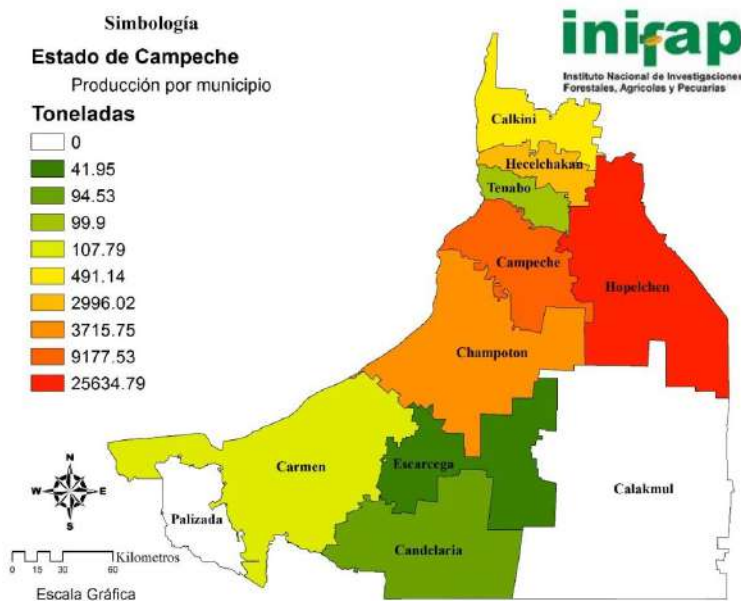 Simbología
Estado de Campeche
Producción por municipio
Toneladas
0
41.95
94.53
99.9
107.79
491.14
2996.02
3715.75
9177.53
25634.79
inifap
Instituto Nacional de Investigaciones
Forestales, Agrícolas y Pecuarias
Calkini
Hecelchakan
Tenabo
Campeche
Hopelchen
Champoton
Carmen
Escarcega
Calakmul
Palizada
Candelaria
N
W E
S
Kilometros
0 15 30 60
Escala Gráfica